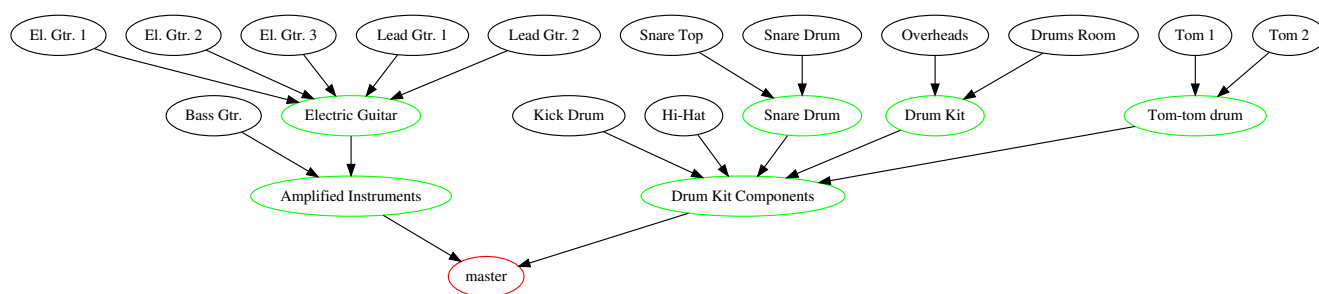 El. Gtr. 1
El. Gtr. 2
El. Gtr. 3
Lead Gtr. 1
Lead Gtr. 2
Snare Top
Snare Drum
Overheads
Drums Room
Tom 1
Tom 2
Bass Gtr.
Electric Guitar
Kick Drum
Hi-Hat
Snare Drum
Drum Kit
Tom-tom drum
Amplified Instruments
Drum Kit Components
master